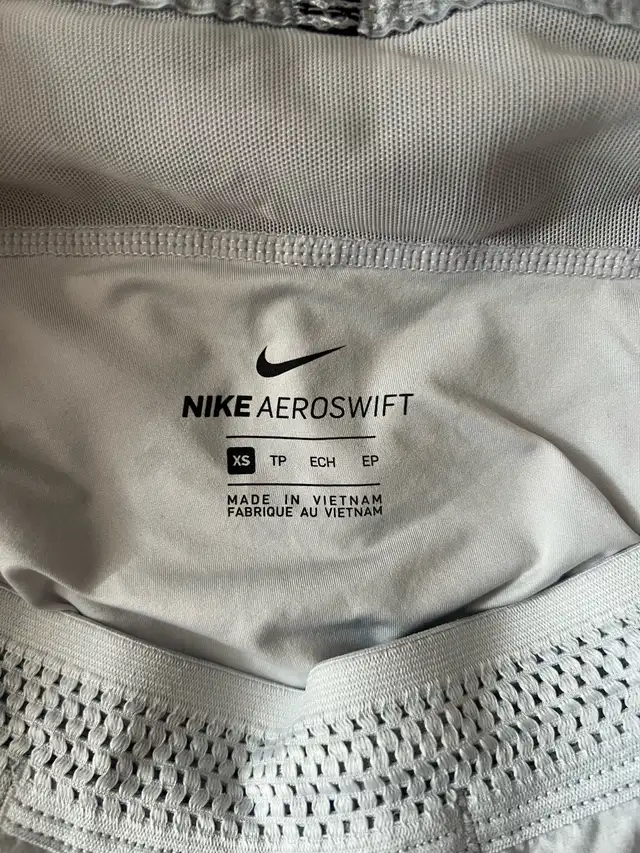 NIKE AEROSWIFT
XS TP ECH EP
MADE IN VIETNAM
FABRIQUE AU VIETNAM